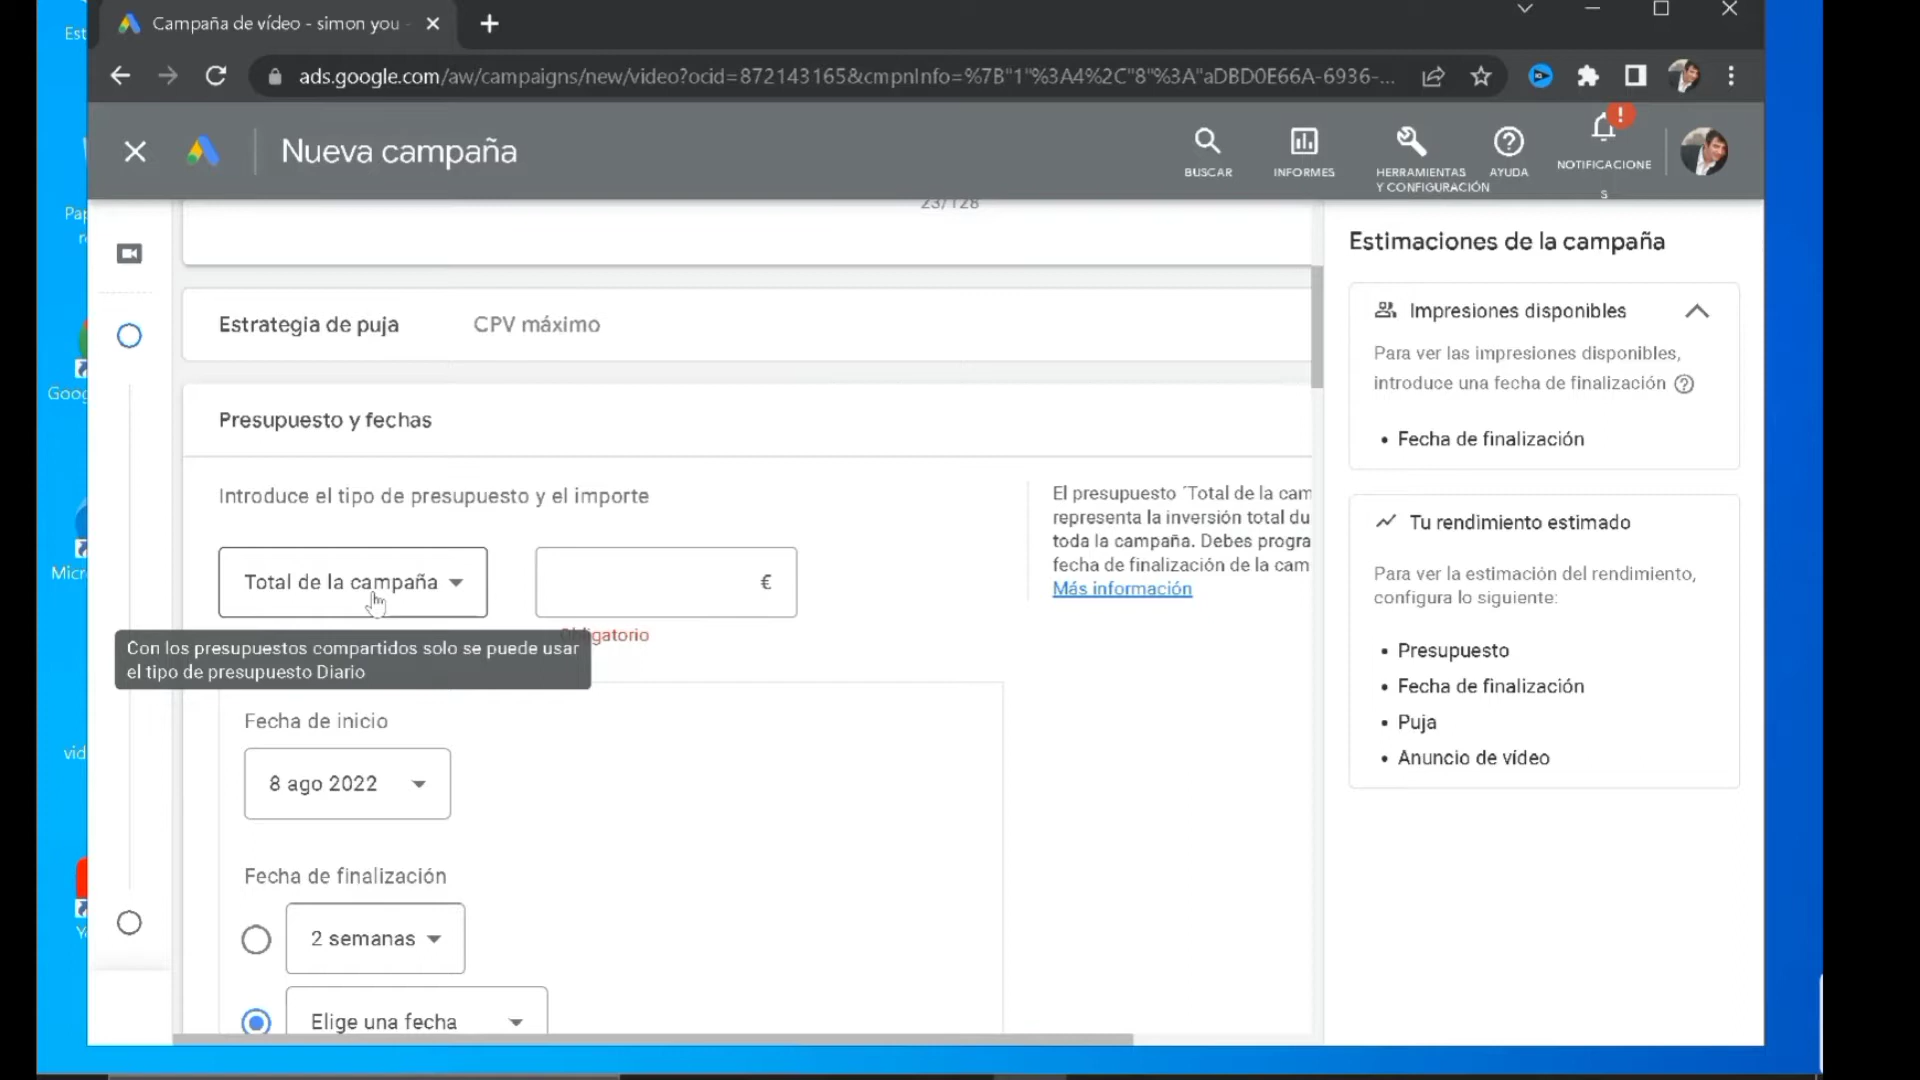 Campaña de vídeo - simon you -
ads.google.com/aw/campaigns/new/video?ocid=872143165&cmpnInfo=%7B"1"%3A4%2C"8"%3A"aDBD0E66A-6936-...
Nueva campaña
BUSCAR
INFORMES
HERRAMIENTAS
Y CONFIGURACIÓN
AYUDA
NOTIFICACIONE
S
!
23/128
Estrategia de puja
CPV máximo
Presupuesto y fechas
Introduce el tipo de presupuesto y el importe
Total de la campaña
€
Con los presupuestos compartidos solo se puede usar
el tipo de presupuesto Diario
El presupuesto "Total de la cam
representa la inversión total du
toda la campaña. Debes progra
fecha de finalización de la cam
Más información
Fecha de inicio
8 ago 2022
Fecha de finalización
2 semanas
Elige una fecha
Estimaciones de la campaña
Impresiones disponibles
Para ver las impresiones disponibles,
introduce una fecha de finalización
• Fecha de finalización
Tu rendimiento estimado
Para ver la estimación del rendimiento,
configura lo siguiente:
• Presupuesto
• Fecha de finalización
• Puja
• Anuncio de vídeo
Est
Goog
Micr
vid